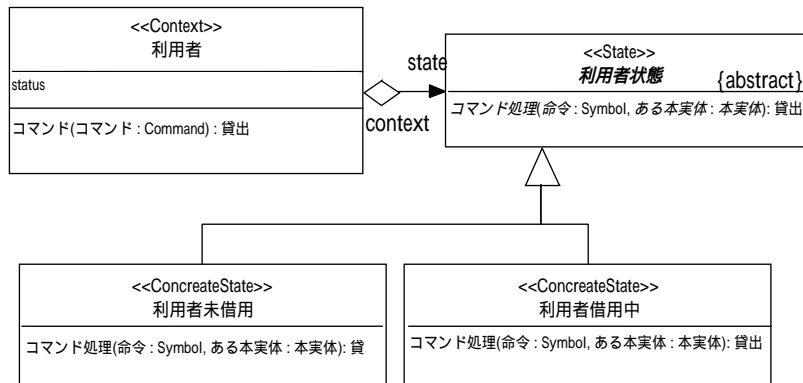 <<Context>>
利用者
status
コマンド(コマンド : Command) : 貸出
state
context
<<State>>
利用者状態
{abstract}
コマンド処理(命令 : Symbol, ある本実体 : 本実体): 貸出
<<ConcreateState>>
利用者未借用
コマンド処理(命令 : Symbol, ある本実体 : 本実体): 貸
<<ConcreateState>>
利用者借用中
コマンド処理(命令 : Symbol, ある本実体 : 本実体): 貸出